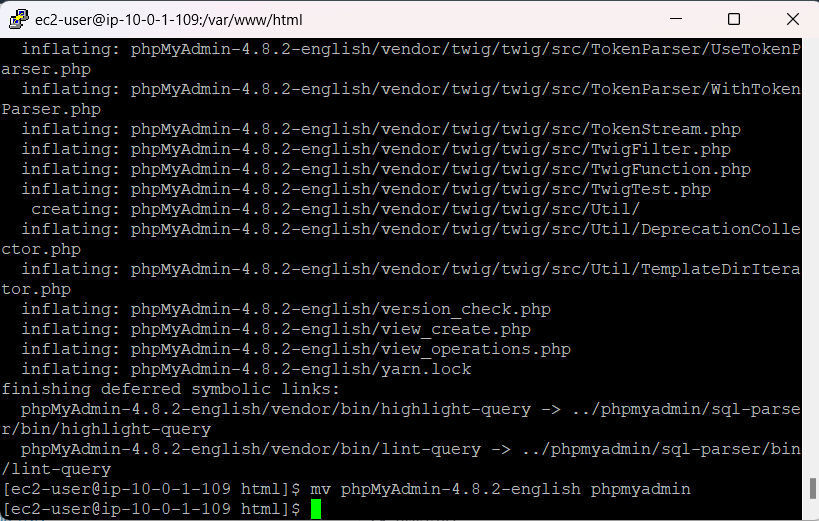 ec2-user@ip-10-0-1-109:/var/www/html
  inflating: phpMyAdmin-4.8.2-english/vendor/twig/twig/src/TokenParser/UseTokenP
arser.php
  inflating: phpMyAdmin-4.8.2-english/vendor/twig/twig/src/TokenParser/WithToken
Parser.php
  inflating: phpMyAdmin-4.8.2-english/vendor/twig/twig/src/TokenStream.php
  inflating: phpMyAdmin-4.8.2-english/vendor/twig/twig/src/TwigFilter.php
  inflating: phpMyAdmin-4.8.2-english/vendor/twig/twig/src/TwigFunction.php
  inflating: phpMyAdmin-4.8.2-english/vendor/twig/twig/src/TwigTest.php
   creating: phpMyAdmin-4.8.2-english/vendor/twig/twig/src/Util/
  inflating: phpMyAdmin-4.8.2-english/vendor/twig/twig/src/Util/DeprecationColle
ctor.php
  inflating: phpMyAdmin-4.8.2-english/vendor/twig/twig/src/Util/TemplateDirItera
tor.php
  inflating: phpMyAdmin-4.8.2-english/version_check.php
  inflating: phpMyAdmin-4.8.2-english/view_create.php
  inflating: phpMyAdmin-4.8.2-english/view_operations.php
  inflating: phpMyAdmin-4.8.2-english/yarn.lock
finishing deferred symbolic links:
  phpMyAdmin-4.8.2-english/vendor/bin/highlight-query -> ../phpmyadmin/sql-parse
r/bin/highlight-query
  phpMyAdmin-4.8.2-english/vendor/bin/lint-query -> ../phpmyadmin/sql-parser/bin
/lint-query
[ec2-user@ip-10-0-1-109 html]$ mv phpMyAdmin-4.8.2-english phpmyadmin
[ec2-user@ip-10-0-1-109 html]$